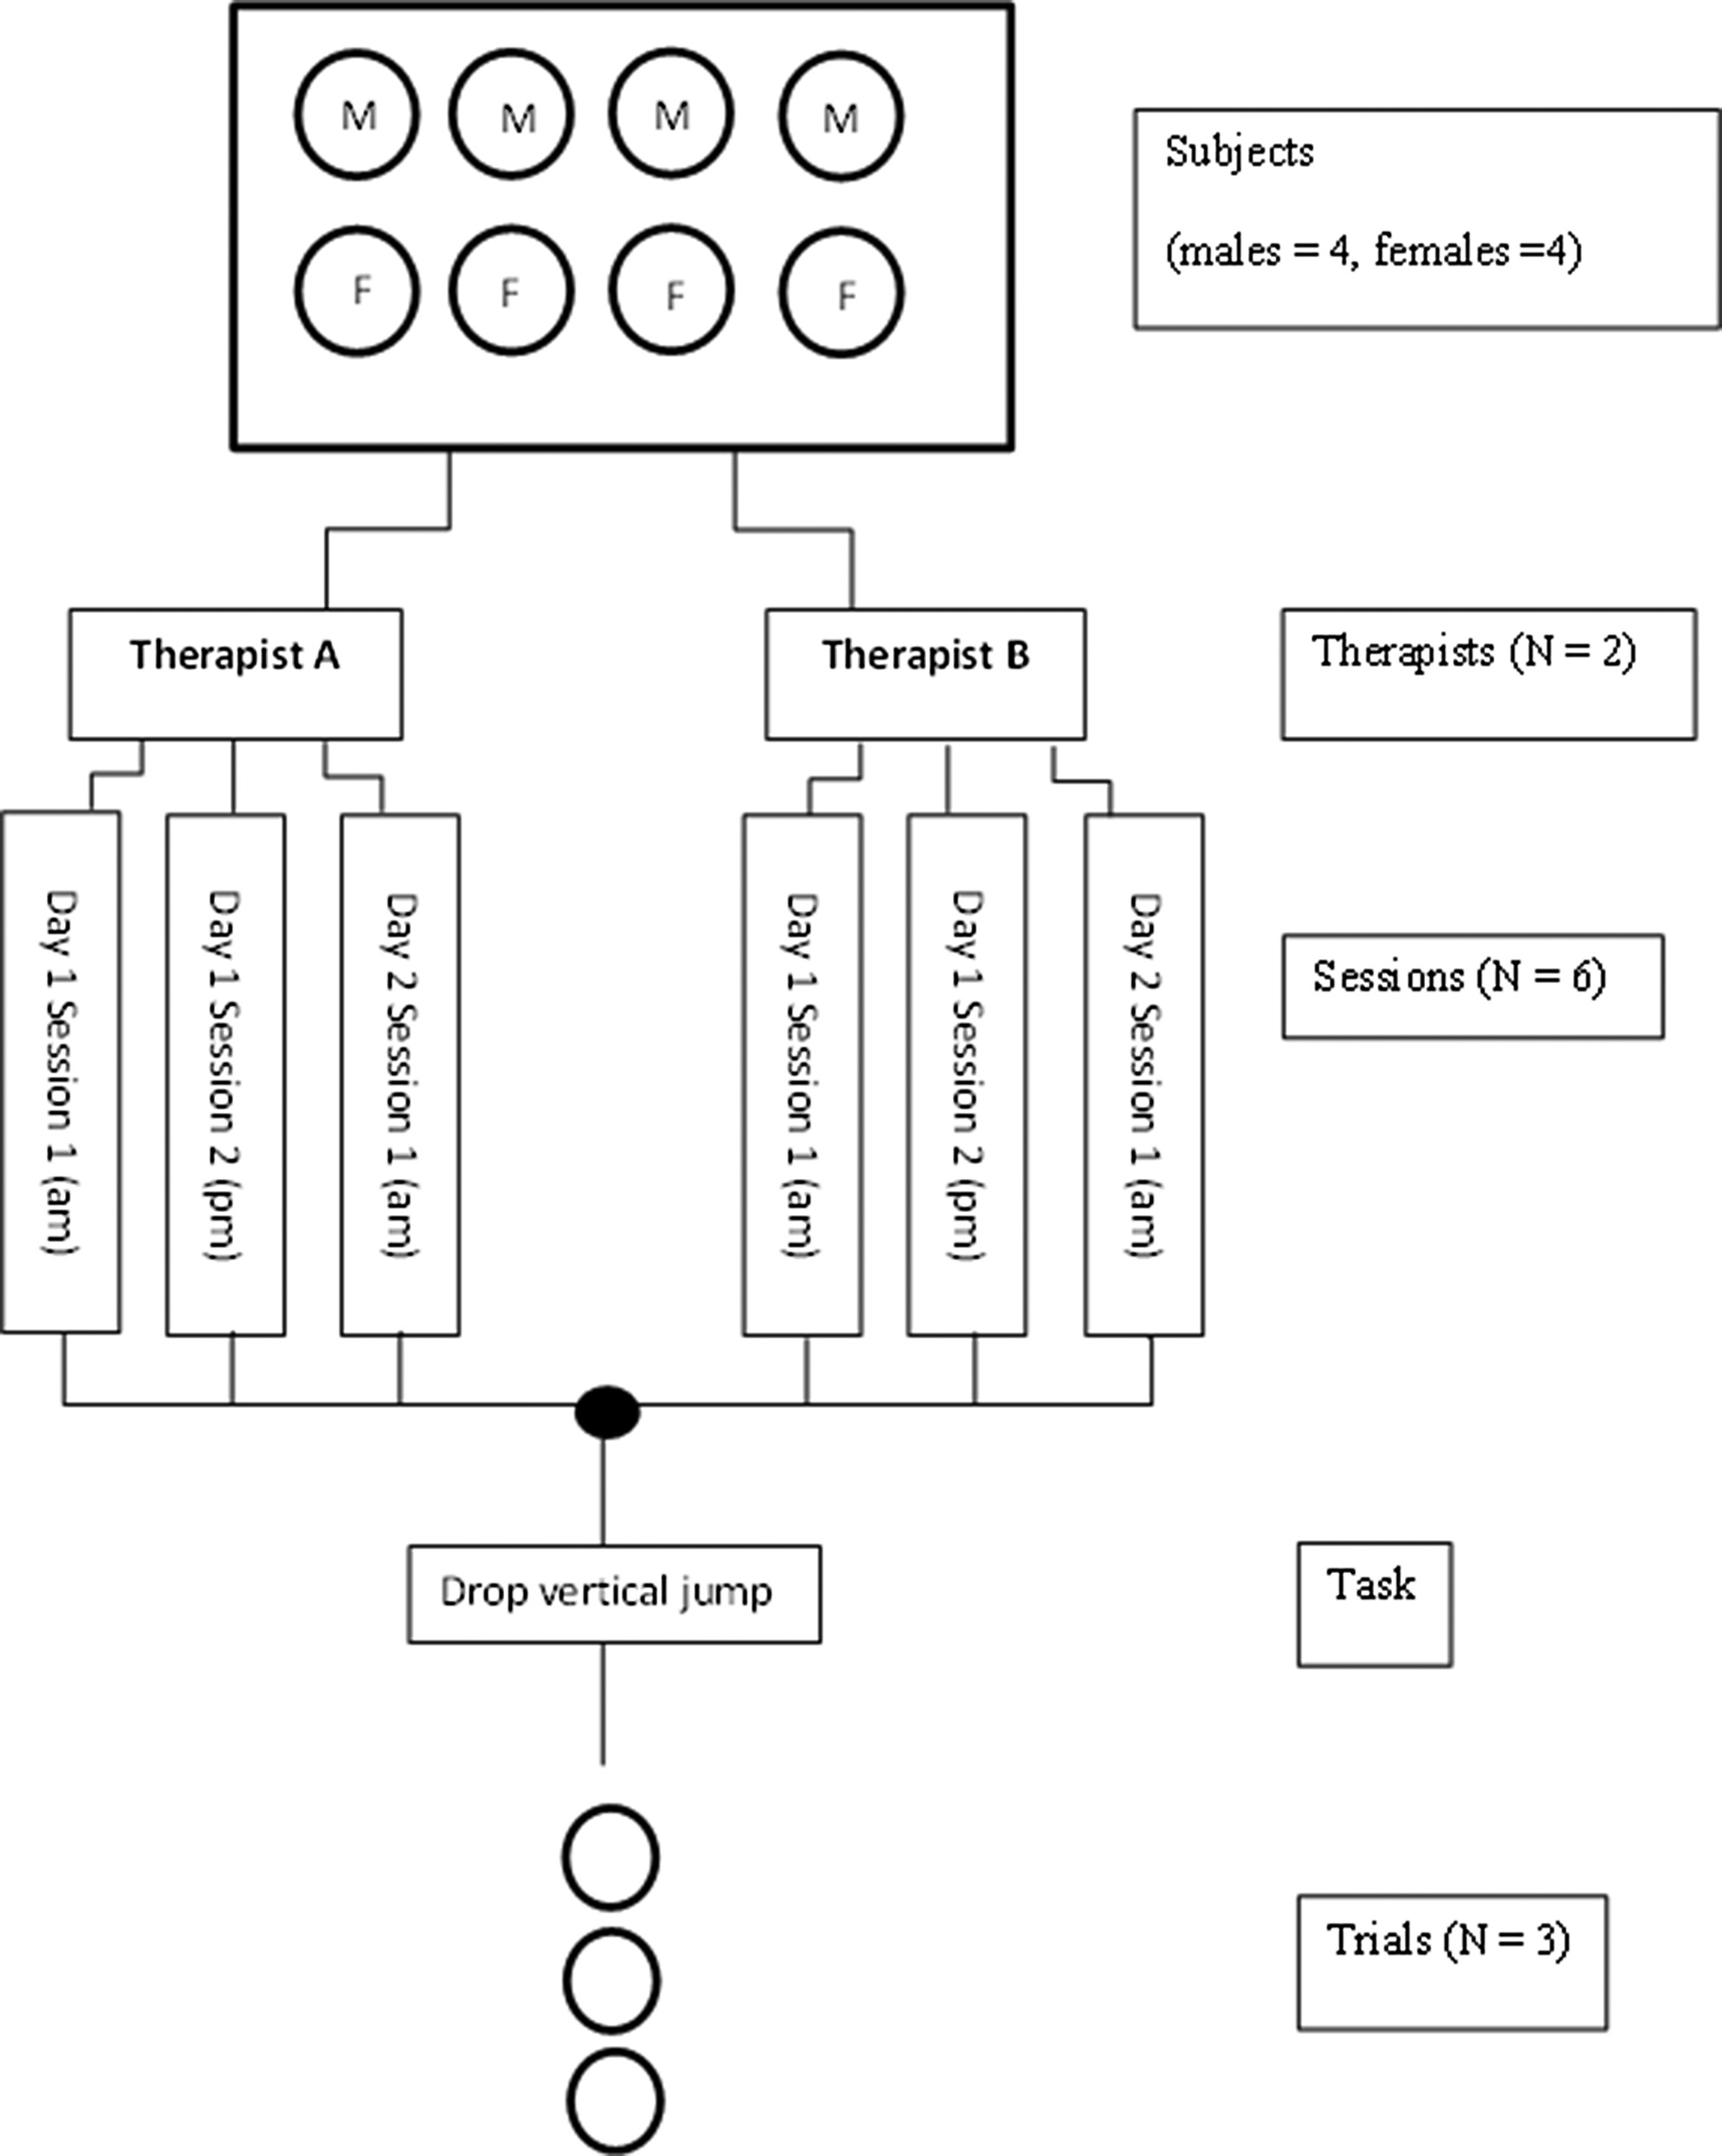 M M M M
Subjects
(males = 4, females =4)
F F F F
Therapist A
Therapist B
Therapists (N = 2)
Day 1 Session 1 (am)
Day 1 Session 2 (pm)
Day 2 Session 1 (am)
Day 1 Session 1 (am)
Day 1 Session 2 (pm)
Day 2 Session 1 (am)
Sessions (N = 6)
Drop vertical jump
Task
Trials (N = 3)